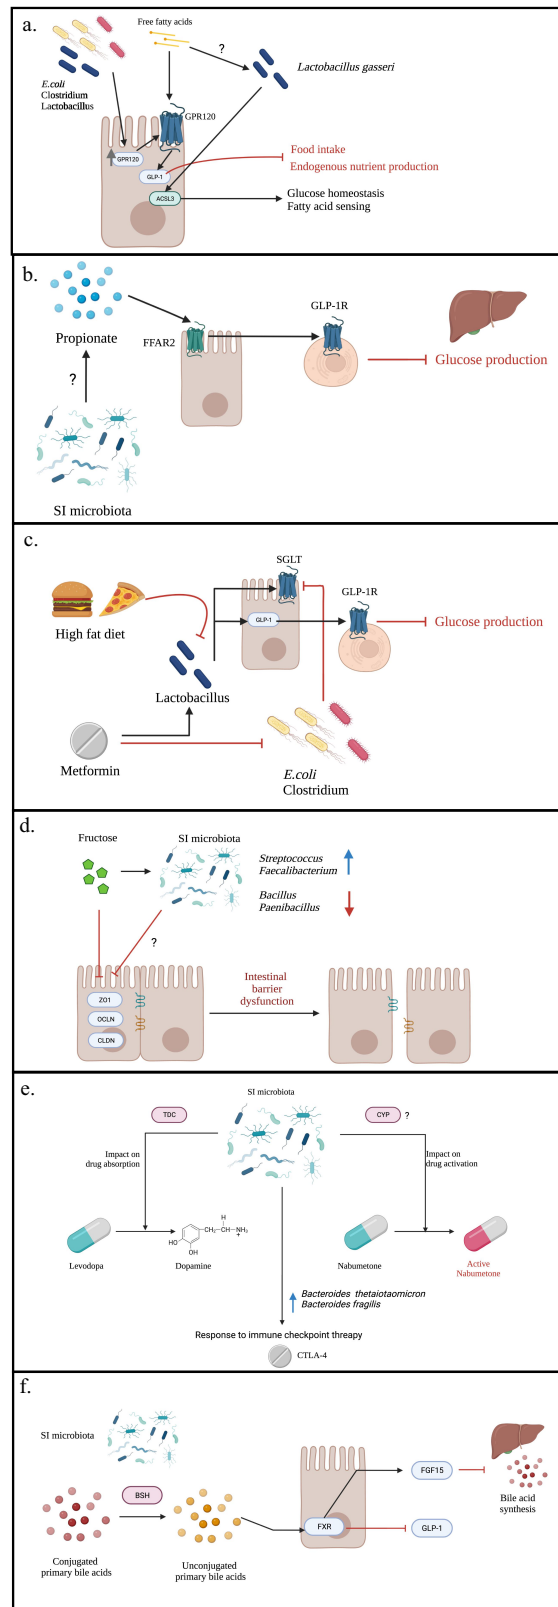 a.
Free fatty acids
?
E.coli
Clostridium
Lactobacillus
Lactobacillus gasseri
GPR120
GPR120
GLP-1
ACSL3
Food intake
Endogenous nutrient production
Glucose homeostasis
Fatty acid sensing
b.
Propionate
?
SI microbiota
FFAR2
GLP-1R
Glucose production
c.
SGLT
High fat diet
GLP-1
GLP-1R
Glucose production
Lactobacillus
Metformin
E.coli
Clostridium
d.
Fructose
SI microbiota
Streptococcus
Faecalibacterium
Bacillus
Paenibacillus
?
ZO1
OCLN
CLDN
Intestinal
barrier
dysfunction
e.
SI microbiota
TDC
CYP
?
Impact on
drug absorption
Impact on
drug activation
H
CH₂
CH
NH₃
+
HO
OH
Levodopa
Dopamine
Nabumetone
Active
Nabumetone
Bacteroides thetaiotaomicron
Bacteroides fragilis
Response to immune checkpoint threapy
CTLA-4
f.
SI microbiota
BSH
Conjugated
primary bile acids
Unconjugated
primary bile acids
FXR
FGF15
GLP-1
Bile acid
synthesis